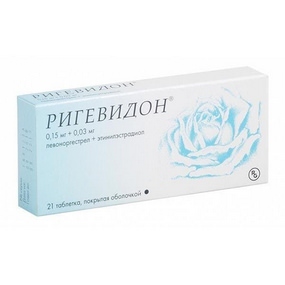 РИГЕВИДОН®
0,15 мг + 0,03 мг
левоноргестрел + этинилэстрадиол
21 таблетка, покрытая оболочкой